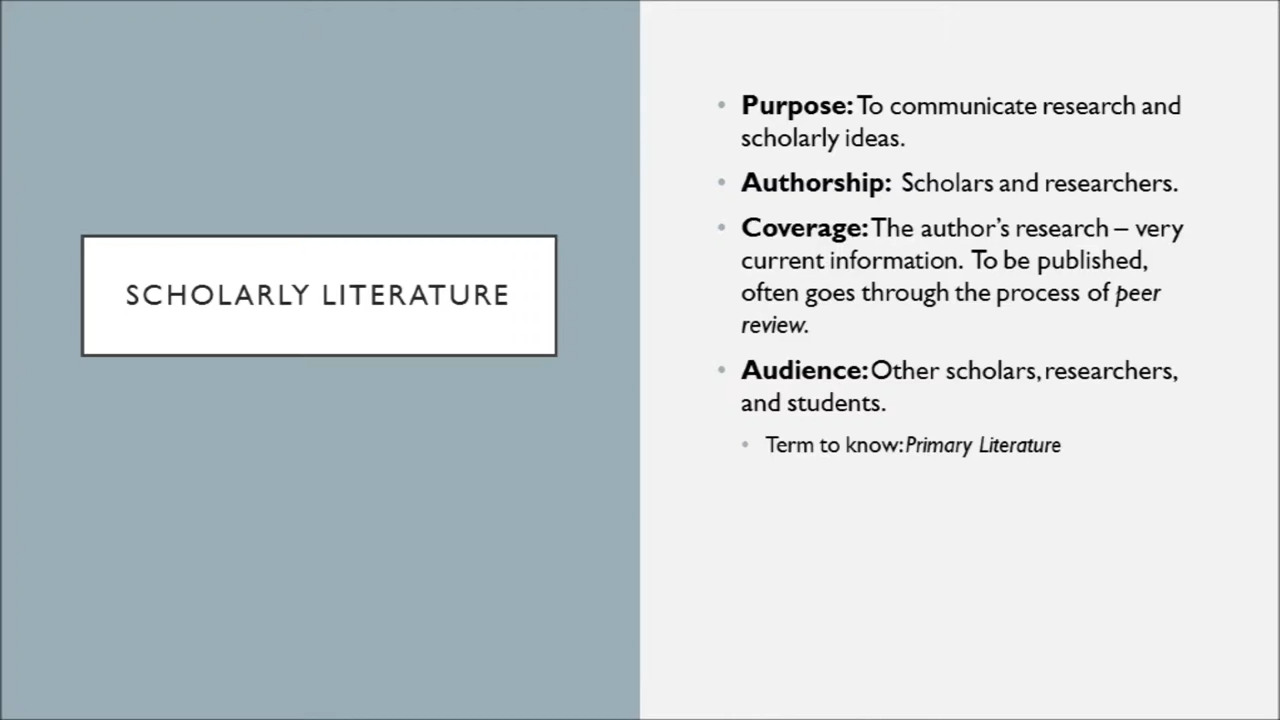 SCHOLARLY LITERATURE
• Purpose: To communicate research and
scholarly ideas.
• Authorship: Scholars and researchers.
• Coverage: The author’s research – very
current information. To be published,
often goes through the process of peer
review.
• Audience: Other scholars, researchers,
and students.
• Term to know: Primary Literature